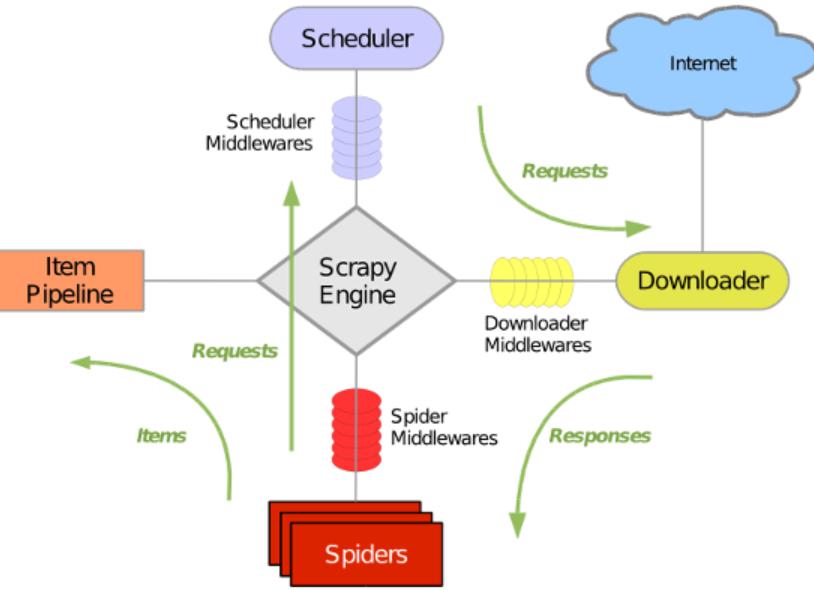 Scheduler
Internet
Scheduler
Middlewares
Requests
Scrapy
Engine
Item
Pipeline
Downloader
Downloader
Middlewares
Requests
Items
Spider
Middlewares
Responses
Spiders